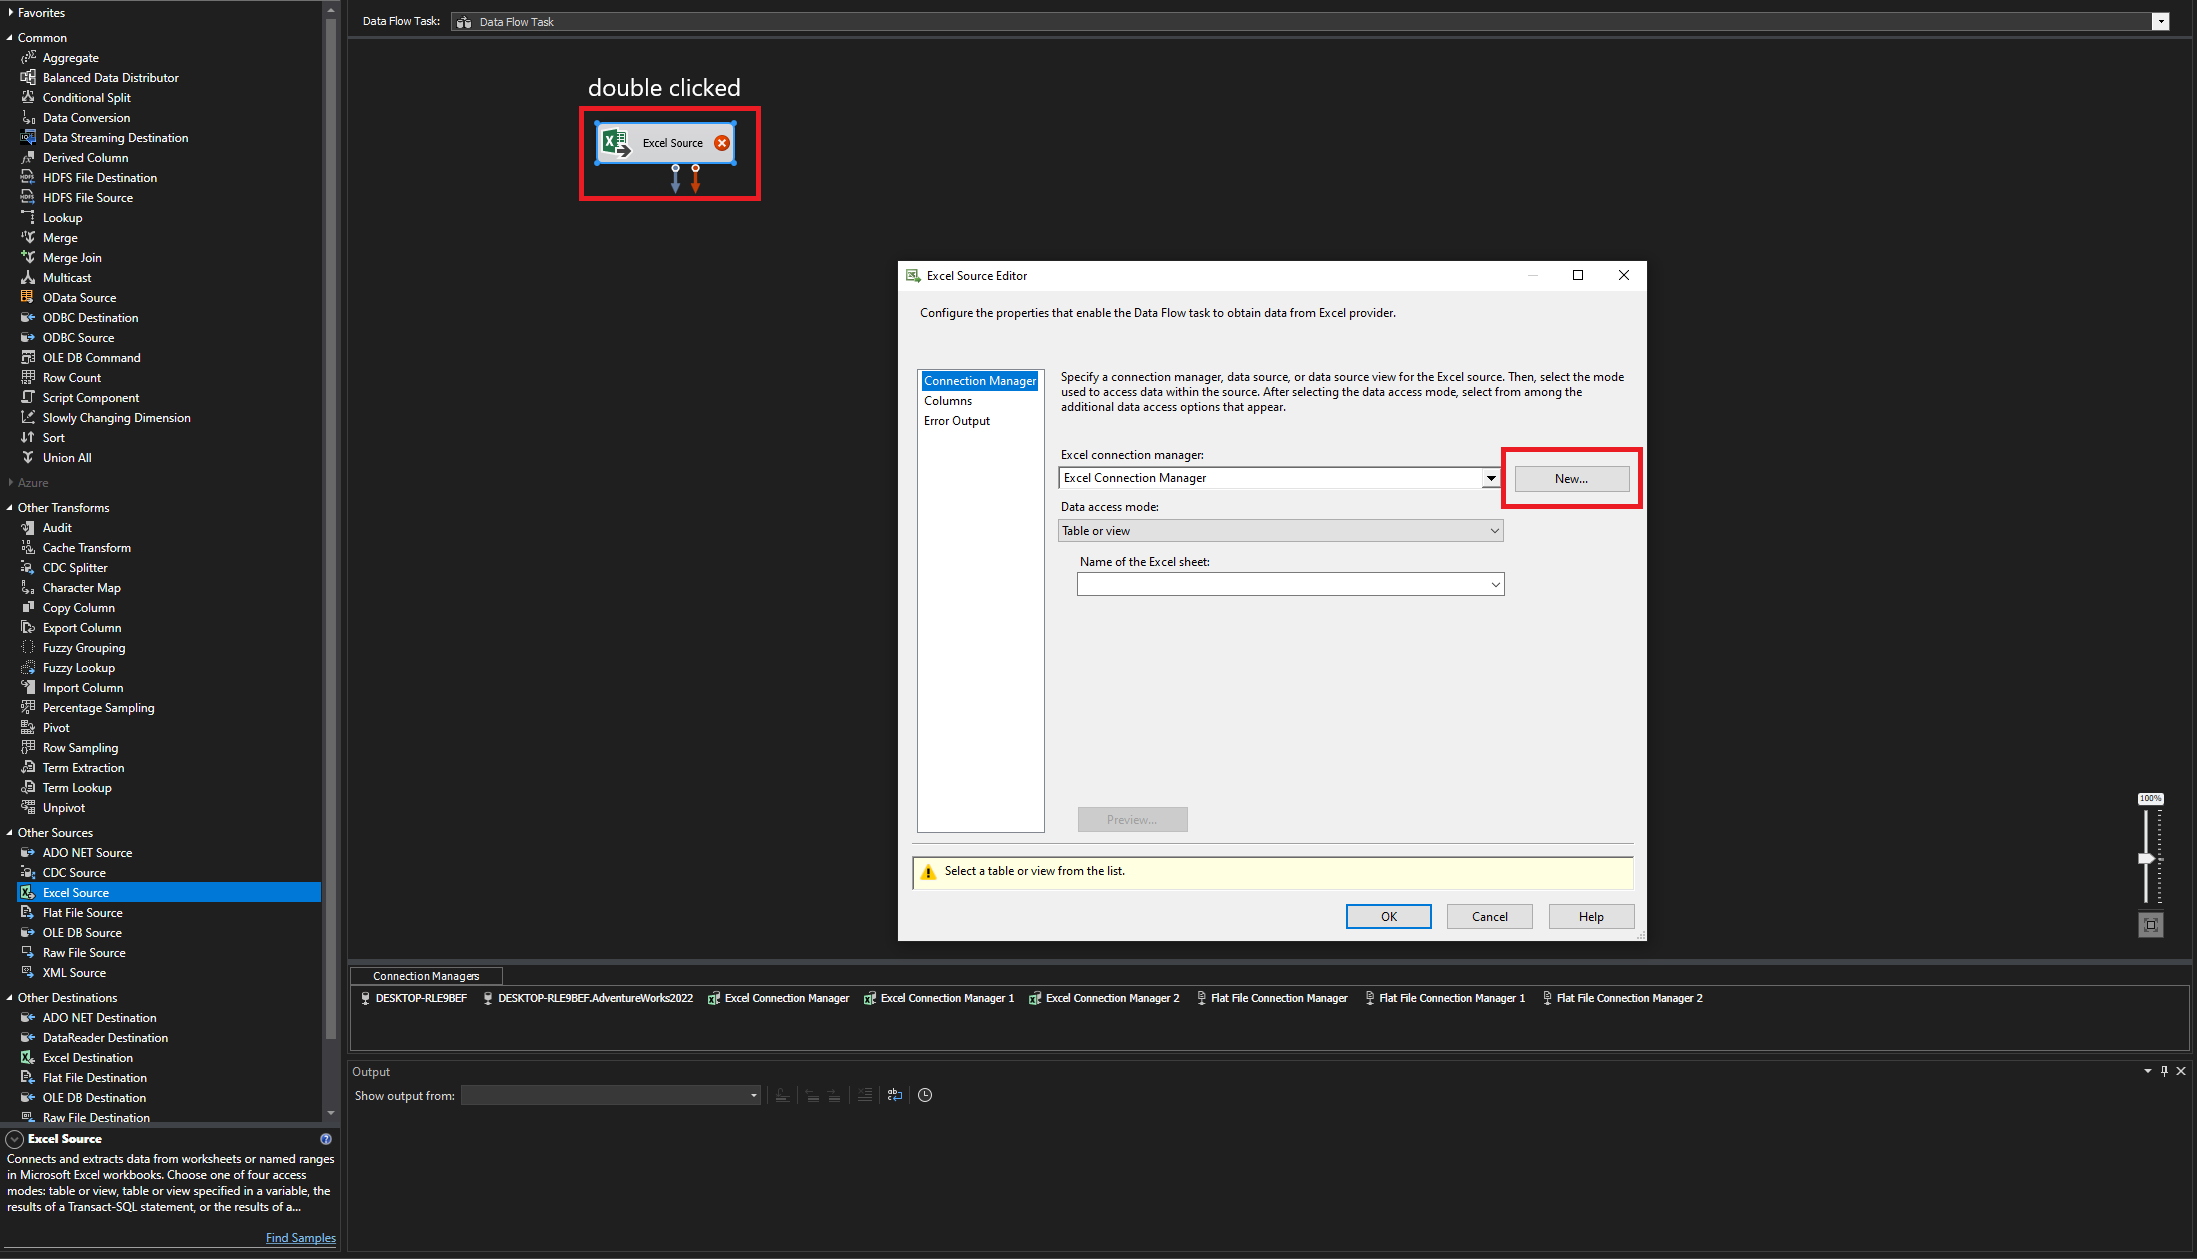 Favorites
Common
Aggregate
Balanced Data Distributor
Conditional Split
Data Conversion
Data Streaming Destination
Derived Column
HDFS File Destination
HDFS File Source
Lookup
Merge
Merge Join
Multicast
OData Source
ODBC Destination
ODBC Source
OLE DB Command
Row Count
Script Component
Slowly Changing Dimension
Sort
Union All
Azure
Other Transforms
Audit
Cache Transform
CDC Splitter
Character Map
Copy Column
Export Column
Fuzzy Grouping
Fuzzy Lookup
Import Column
Percentage Sampling
Pivot
Row Sampling
Term Extraction
Term Lookup
Unpivot
Other Sources
ADO NET Source
CDC Source
Excel Source
Flat File Source
OLE DB Source
Raw File Source
XML Source
Other Destinations
ADO NET Destination
DataReader Destination
Excel Destination
Flat File Destination
OLE DB Destination
Raw File Destination
Excel Source
Connects and extracts data from worksheets or named ranges
in Microsoft Excel workbooks. Choose one of four access
modes: table or view, table or view specified in a variable, the
results of a Transact-SQL statement, or the results of a...
Find Samples
Data Flow Task: Data Flow Task
double clicked
Excel Source
Excel Source Editor
Configure the properties that enable the Data Flow task to obtain data from Excel provider.
Connection Manager
Columns
Error Output
Specify a connection manager, data source, or data source view for the Excel source. Then, select the mode
used to access data within the source. After selecting the data access mode, select from among the
additional data access options that appear.
Excel connection manager:
Excel Connection Manager
New...
Data access mode:
Table or view
Name of the Excel sheet:
Preview...
Select a table or view from the list.
OK Cancel Help
100%
Connection Managers
DESKTOP-RLE9BEF DESKTOP-RLE9BEF.AdventureWorks2022 Excel Connection Manager Excel Connection Manager 1 Excel Connection Manager 2 Flat File Connection Manager Flat File Connection Manager 1 Flat File Connection Manager 2
Output
Show output from: